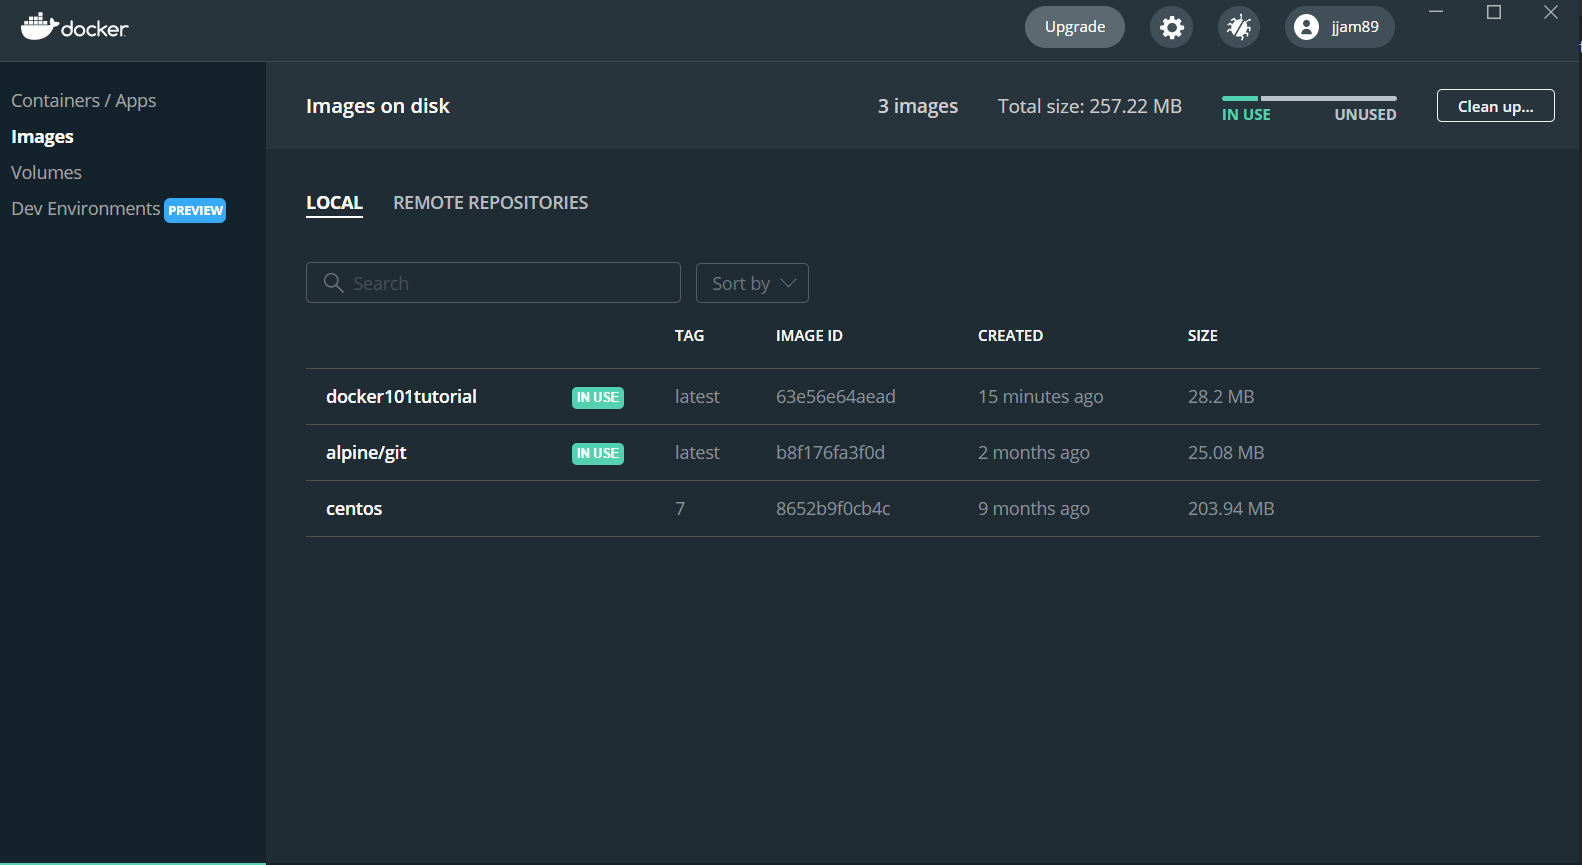 docker
Upgrade
jjam89
Containers / Apps
Images
Volumes
Dev Environments PREVIEW
Images on disk
3 images
Total size: 257.22 MB
IN USE
UNUSED
Clean up...
LOCAL
REMOTE REPOSITORIES
Search
Sort by
TAG IMAGE ID CREATED SIZE
docker101tutorial IN USE latest 63e56e64aead 15 minutes ago 28.2 MB
alpine/git IN USE latest b8f176fa3f0d 2 months ago 25.08 MB
centos 7 8652b9f0cb4c 9 months ago 203.94 MB